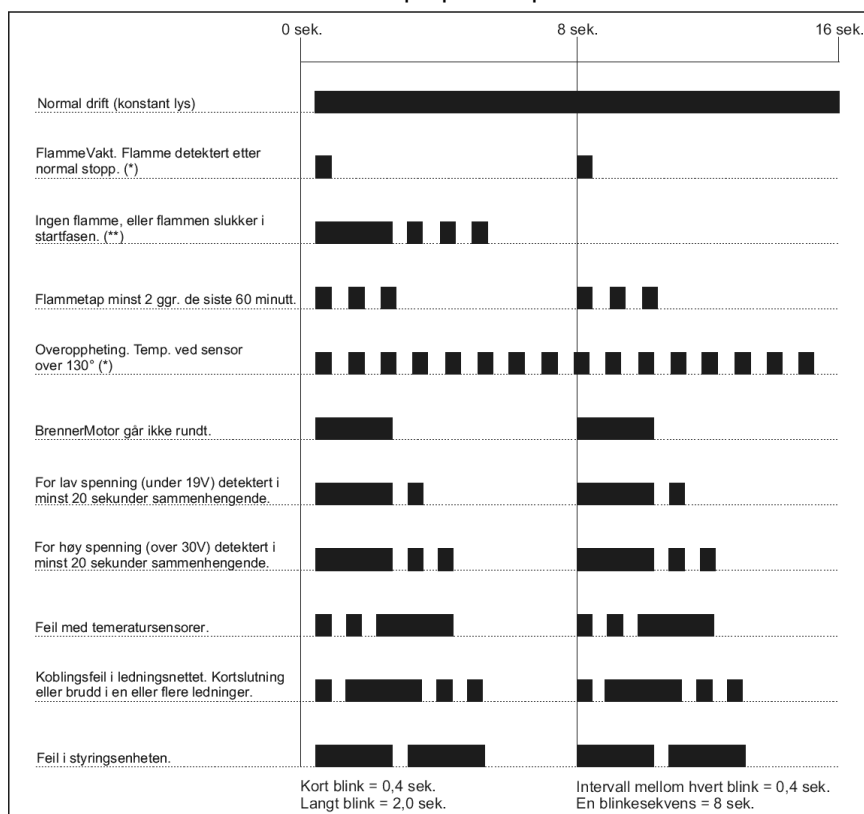 0 sek. 8 sek. 16 sek.
Normal drift (konstant lys)
FlammeVakt. Flamme detektert etter
normal stopp. (*)
Ingen flamme, eller flammen slukker i
startfasen. (**)
Flammetap minst 2 ggr. de siste 60 minutt.
Overoppheting. Temp. ved sensor
over 130° (*)
BrennerMotor går ikke rundt.
For lav spenning (under 19V) detektert i
minst 20 sekunder sammenhengende.
For høy spenning (over 30V) detektert i
minst 20 sekunder sammenhengende.
Feil med temeratursensorer.
Koblingsfeil i ledningsnettet. Kortslutning
eller brudd i en eller flere ledninger.
Feil i styringsenheten.
Kort blink = 0,4 sek.
Langt blink = 2,0 sek.
Intervall mellom hvert blink = 0,4 sek.
En blinkesekvens = 8 sek.